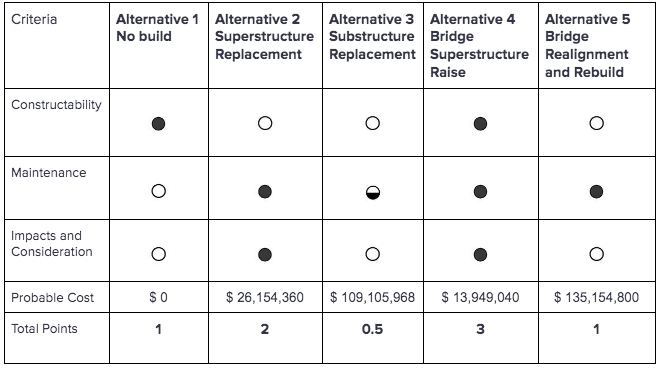 Criteria
Alternative 1
No build
Alternative 2
Superstructure
Replacement
Alternative 3
Substructure
Replacement
Alternative 4
Bridge
Superstructure
Raise
Alternative 5
Bridge
Realignment
and Rebuild
Constructability
Maintenance
Impacts and
Consideration
Probable Cost $ 0 $ 26,154,360 $ 109,105,968 $ 13,949,040 $ 135,154,800
Total Points 1 2 0.5 3 1